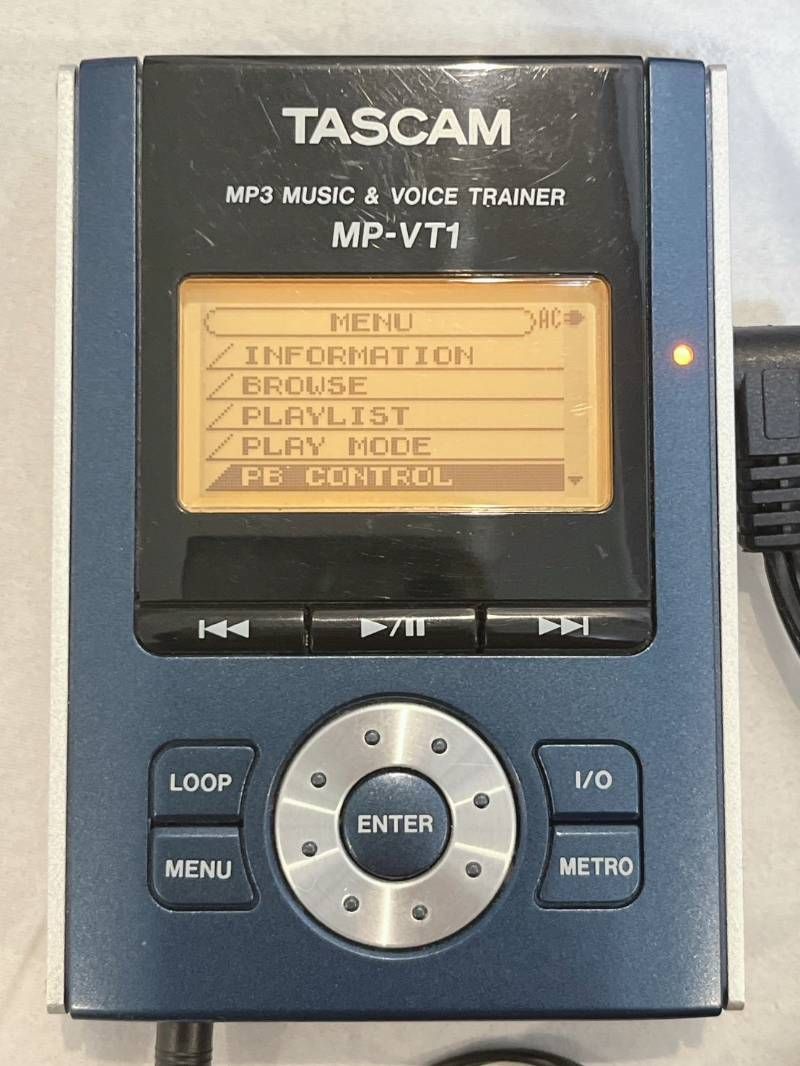 TASCAM
MP3 MUSIC & VOICE TRAINER
MP-VT1
MENU AC
INFORMATION
BROWSE
PLAYLIST
PLAY MODE
PB CONTROL
LOOP
ENTER
I/O
MENU
METRO